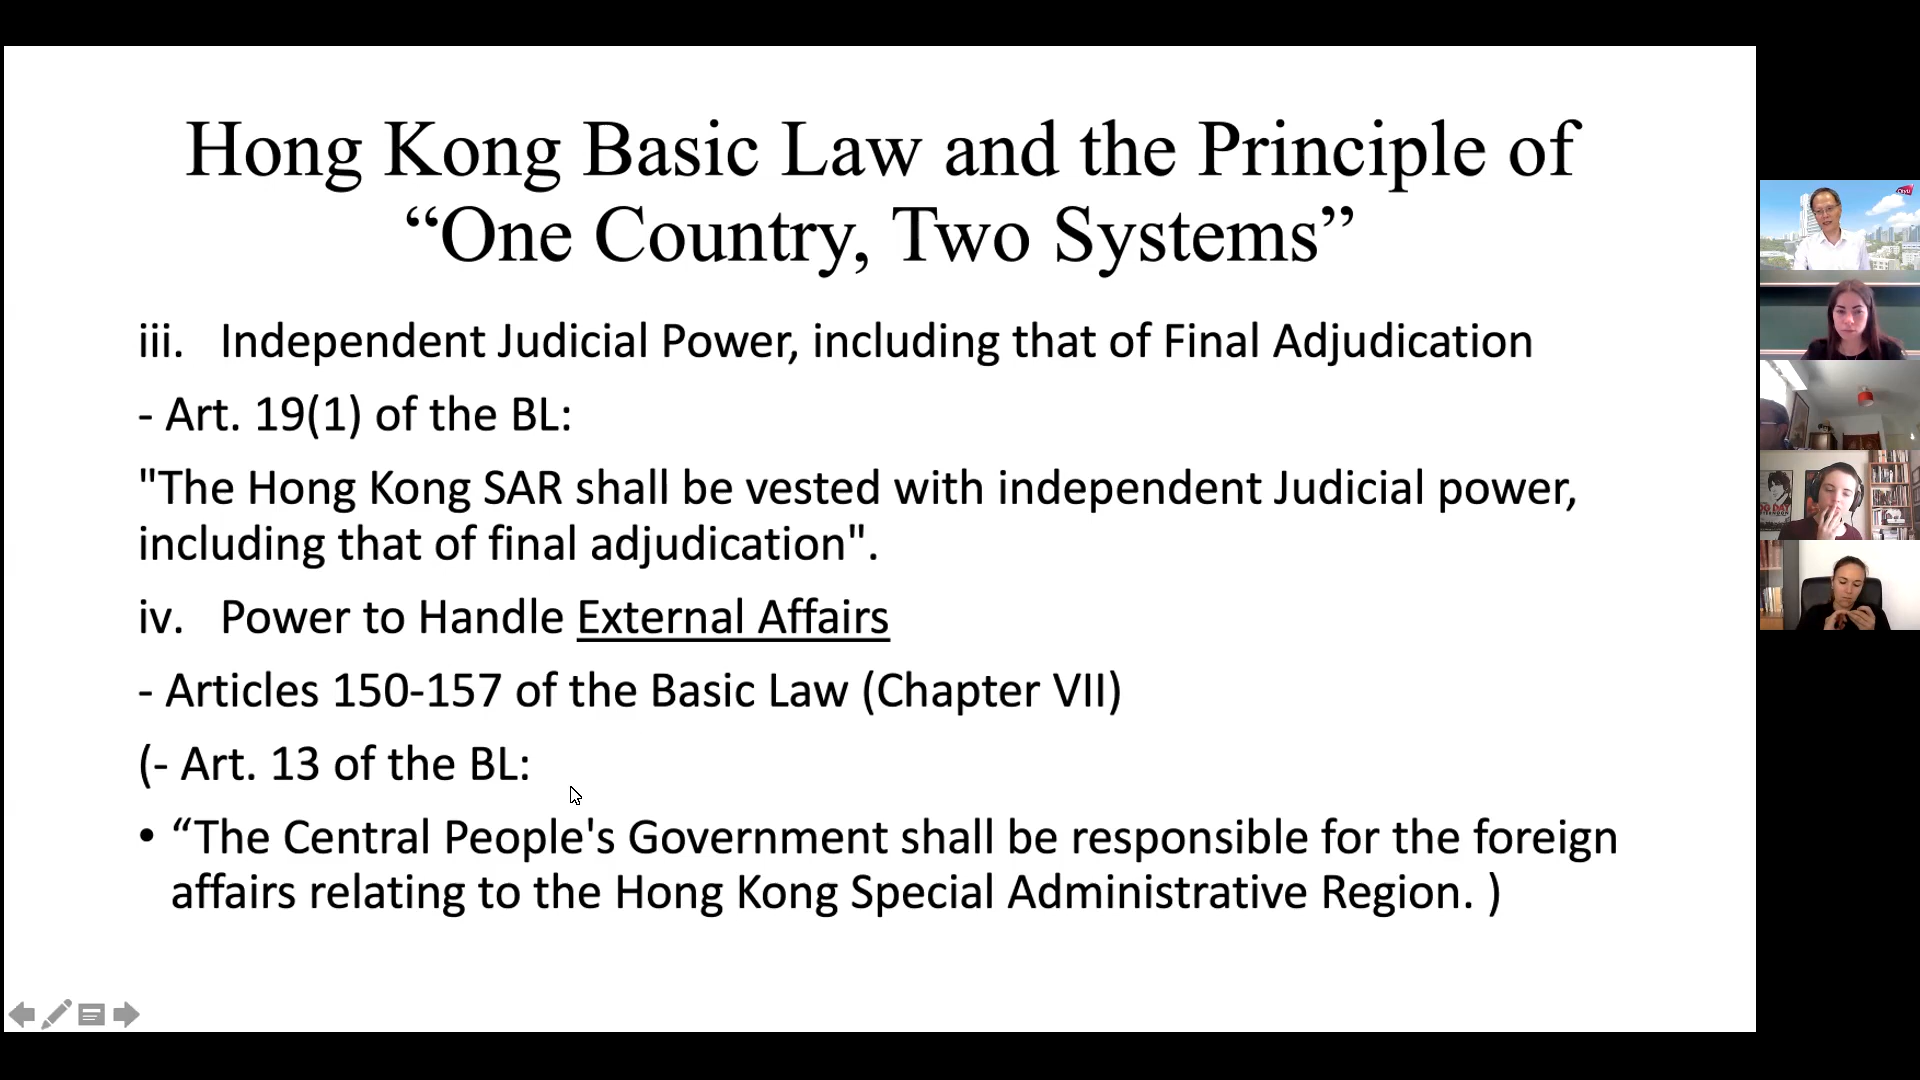 Hong Kong Basic Law and the Principle of
“One Country, Two Systems”
iii. Independent Judicial Power, including that of Final Adjudication
- Art. 19(1) of the BL:
"The Hong Kong SAR shall be vested with independent Judicial power,
including that of final adjudication".
iv. Power to Handle External Affairs
- Articles 150-157 of the Basic Law (Chapter VII)
(- Art. 13 of the BL:
• “The Central People's Government shall be responsible for the foreign
affairs relating to the Hong Kong Special Administrative Region. )